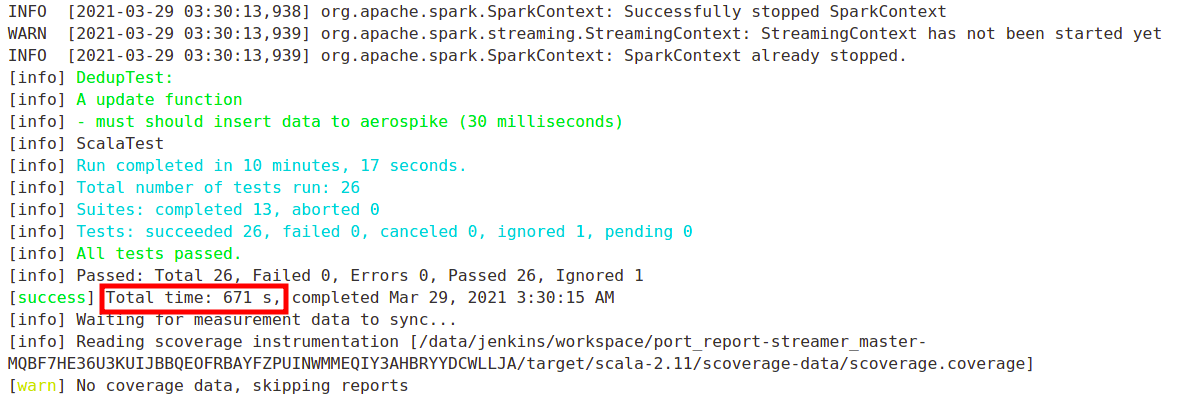 INFO  [2021-03-29 03:30:13,938] org.apache.spark.SparkContext: Successfully stopped SparkContext
WARN  [2021-03-29 03:30:13,939] org.apache.spark.streaming.StreamingContext: StreamingContext has not been started yet
INFO  [2021-03-29 03:30:13,939] org.apache.spark.SparkContext: SparkContext already stopped.
[info] DedupTest:
[info] A update function
[info] - must should insert data to aerospike (30 milliseconds)
[info] ScalaTest
[info] Run completed in 10 minutes, 17 seconds.
[info] Total number of tests run: 26
[info] Suites: completed 13, aborted 0
[info] Tests: succeeded 26, failed 0, canceled 0, ignored 1, pending 0
[info] All tests passed.
[info] Passed: Total 26, Failed 0, Errors 0, Passed 26, Ignored 1
[success] Total time: 671 s, completed Mar 29, 2021 3:30:15 AM
[info] Waiting for measurement data to sync...
[info] Reading scoverage instrumentation [/data/jenkins/workspace/port_report-streamer_master-
MQBF7HE36U3KUIJBBQEOFRBAYFZPUINWMMEQIY3AHBRYYDCWLLJA/target/scala-2.11/scoverage-data/scoverage.coverage]
[warn] No coverage data, skipping reports